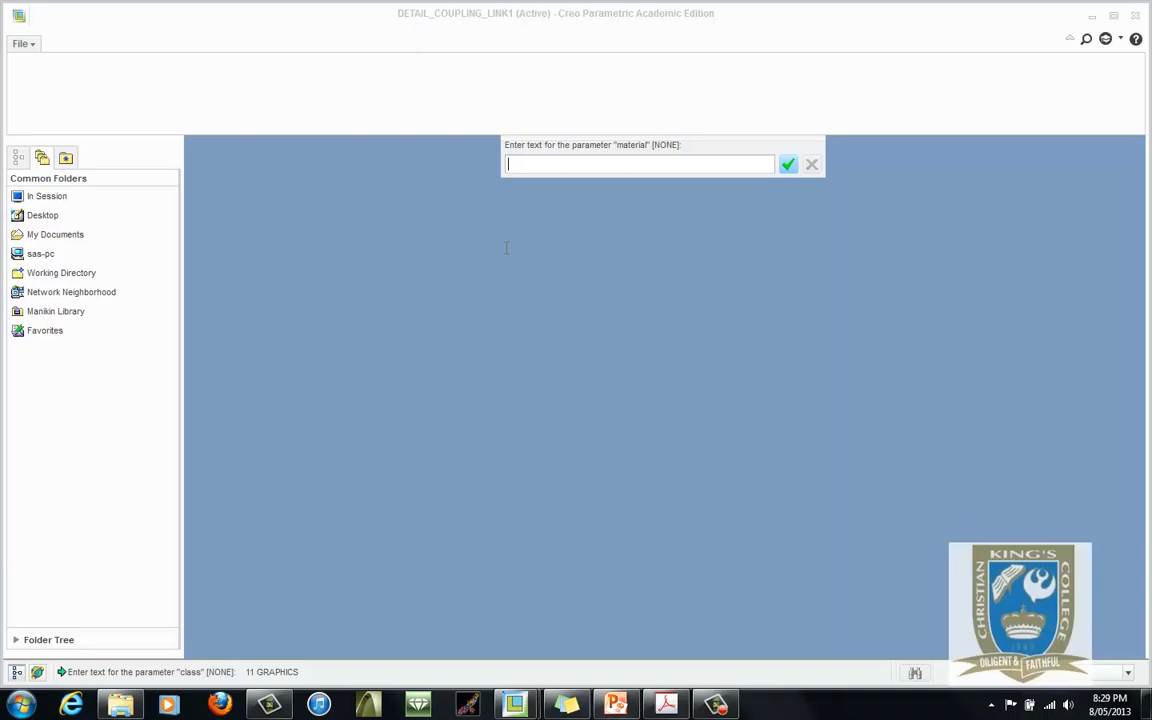 DETAIL_COUPLING_LINK1 (Active) - Creo Parametric Academic Edition
File
Enter text for the parameter "material" [NONE]:
Common Folders
In Session
Desktop
My Documents
sas-pc
Working Directory
Network Neighborhood
Manikin Library
Favorites
KING'S
CHRISTIAN
COLLEGE
DILIGENT & FAITHFUL
Folder Tree
Enter text for the parameter "class" [NONE]: 11 GRAPHICS
8:29 PM
8/05/2013